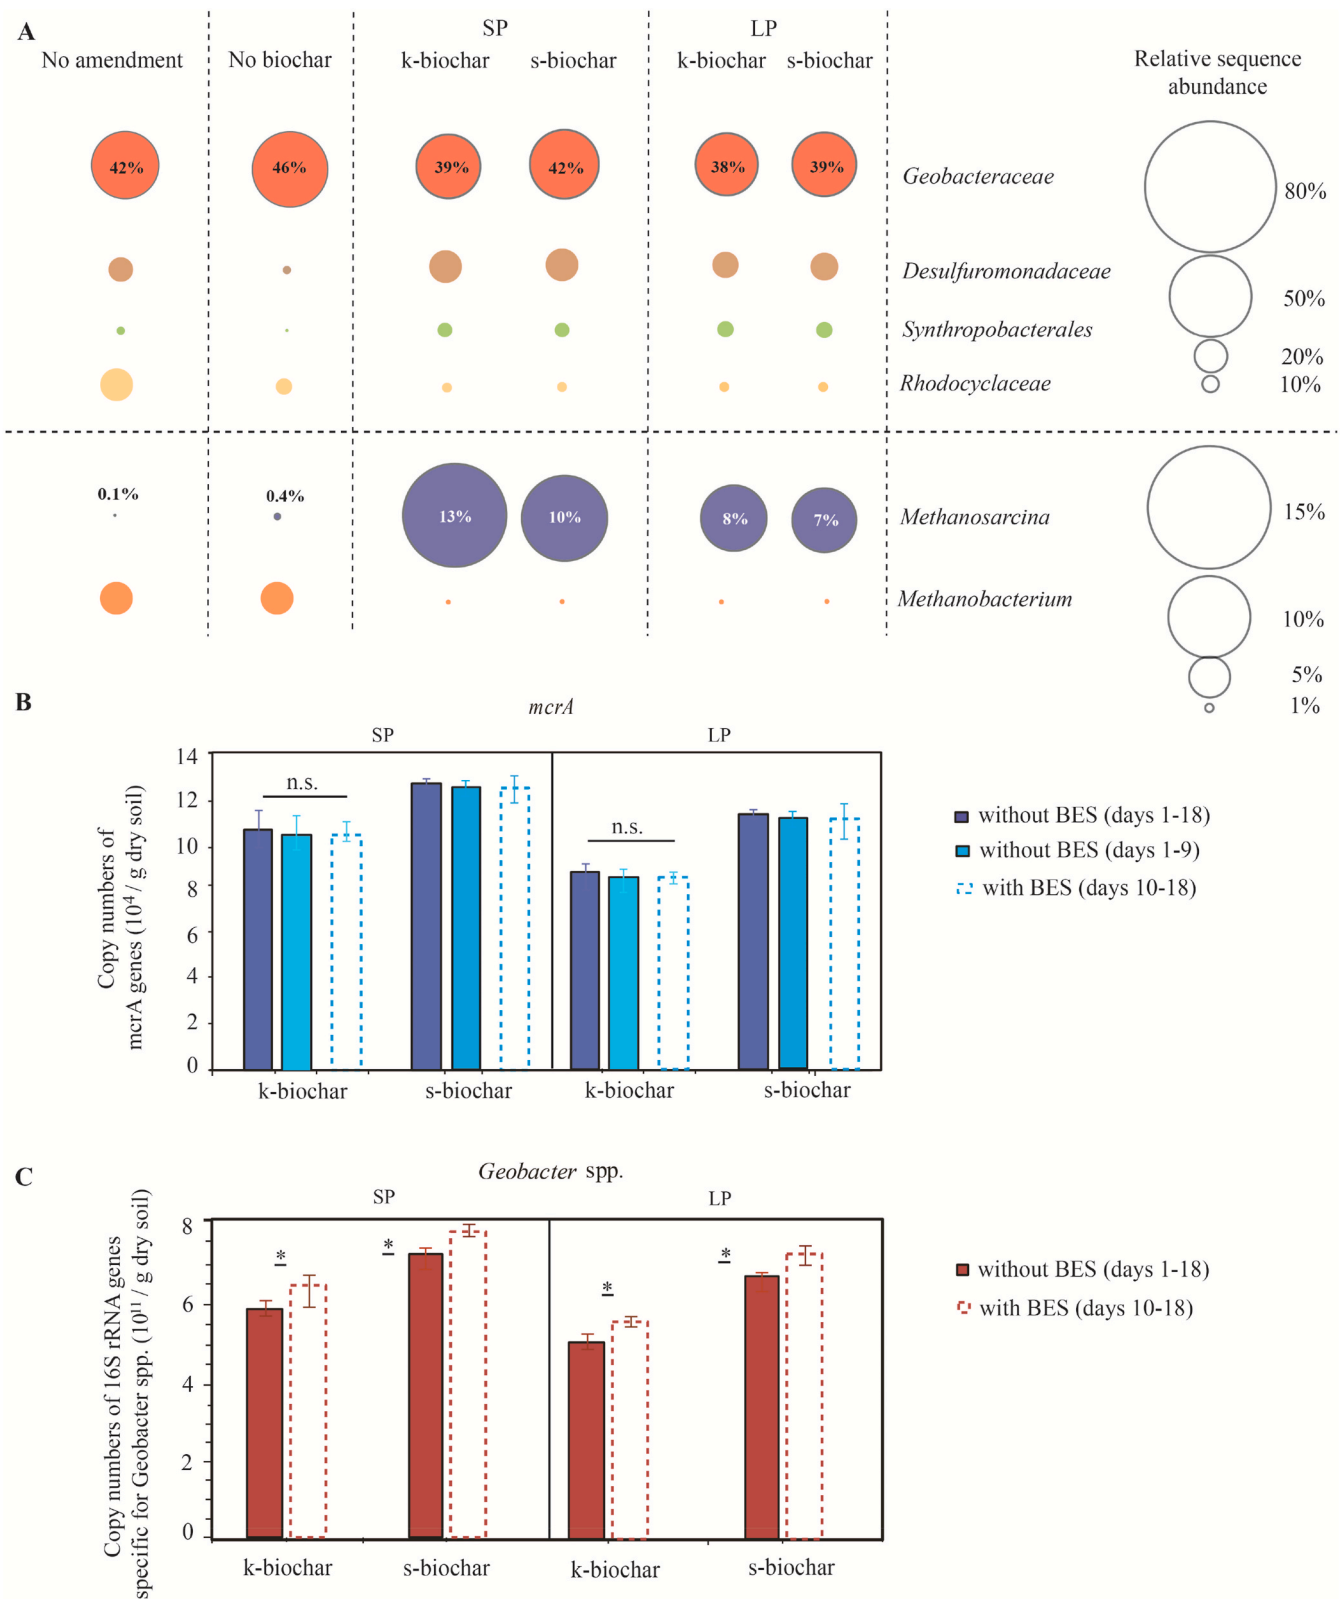 A
SP
LP
No amendment
No biochar
k-biochar
s-biochar
k-biochar
s-biochar
Relative sequence
abundance
42%
46%
39%
42%
38%
39%
Geobacteraceae
80%
Desulfuromonadaceae
50%
Synthropobacterales
20%
Rhodocyclaceae
10%
0.1%
0.4%
13%
10%
8%
7%
Methanosarcina
15%
Methanobacterium
10%
5%
1%
B
mcrA
SP
LP
Copy numbers of
mcrA genes (10⁴ / g dry soil)
14
12
10
8
6
4
2
0
n.s.
n.s.
k-biochar
s-biochar
k-biochar
s-biochar
without BES (days 1-18)
without BES (days 1-9)
with BES (days 10-18)
C
Geobacter spp.
SP
LP
Copy numbers of 16S rRNA genes
specific for Geobacter spp. (10¹¹ / g dry soil)
8
6
4
2
0
*
*
*
*
k-biochar
s-biochar
k-biochar
s-biochar
without BES (days 1-18)
with BES (days 10-18)